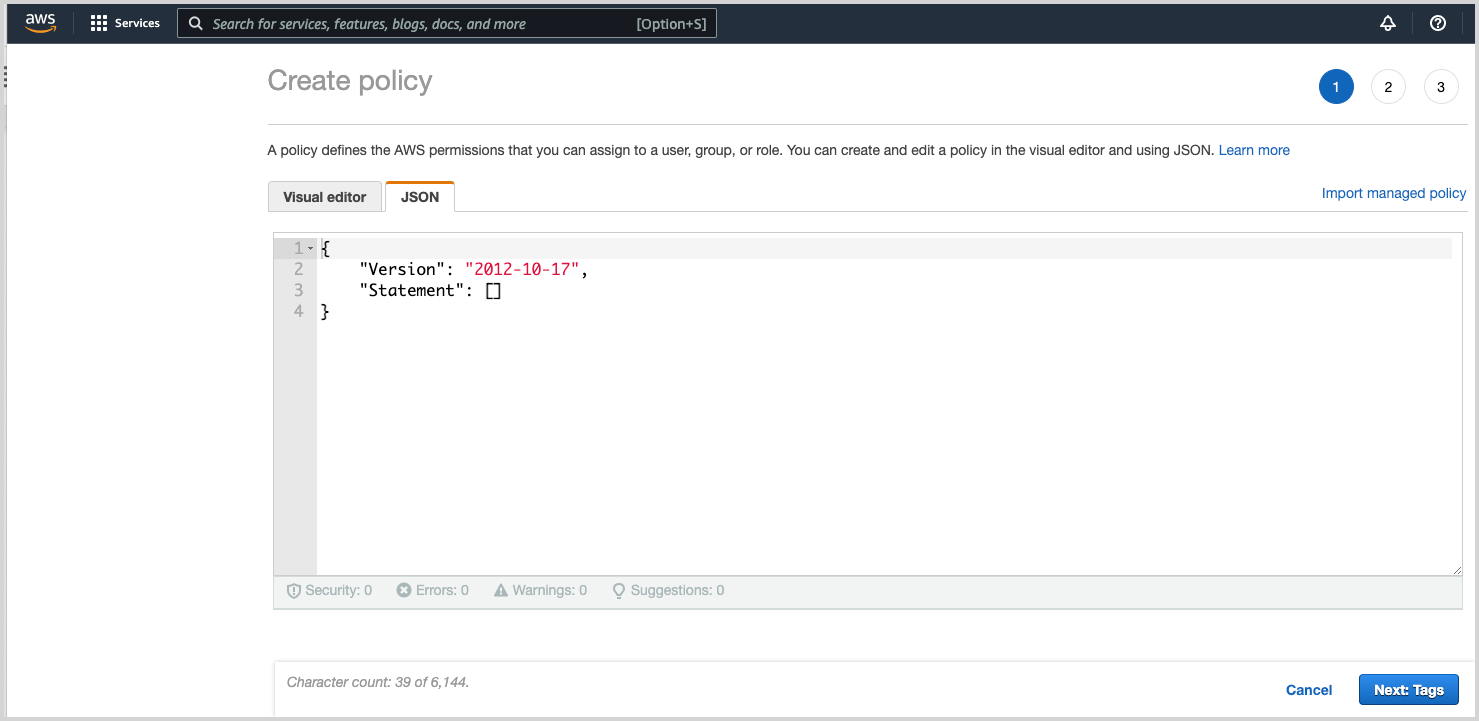 aws
Services
Search for services, features, blogs, docs, and more
[Option+S]
Create policy
1
2
3
A policy defines the AWS permissions that you can assign to a user, group, or role. You can create and edit a policy in the visual editor and using JSON. Learn more
Visual editor
JSON
Import managed policy
1 {
2 "Version": "2012-10-17",
3 "Statement": []
4 }
Security: 0
Errors: 0
Warnings: 0
Suggestions: 0
Character count: 39 of 6,144.
Cancel
Next: Tags